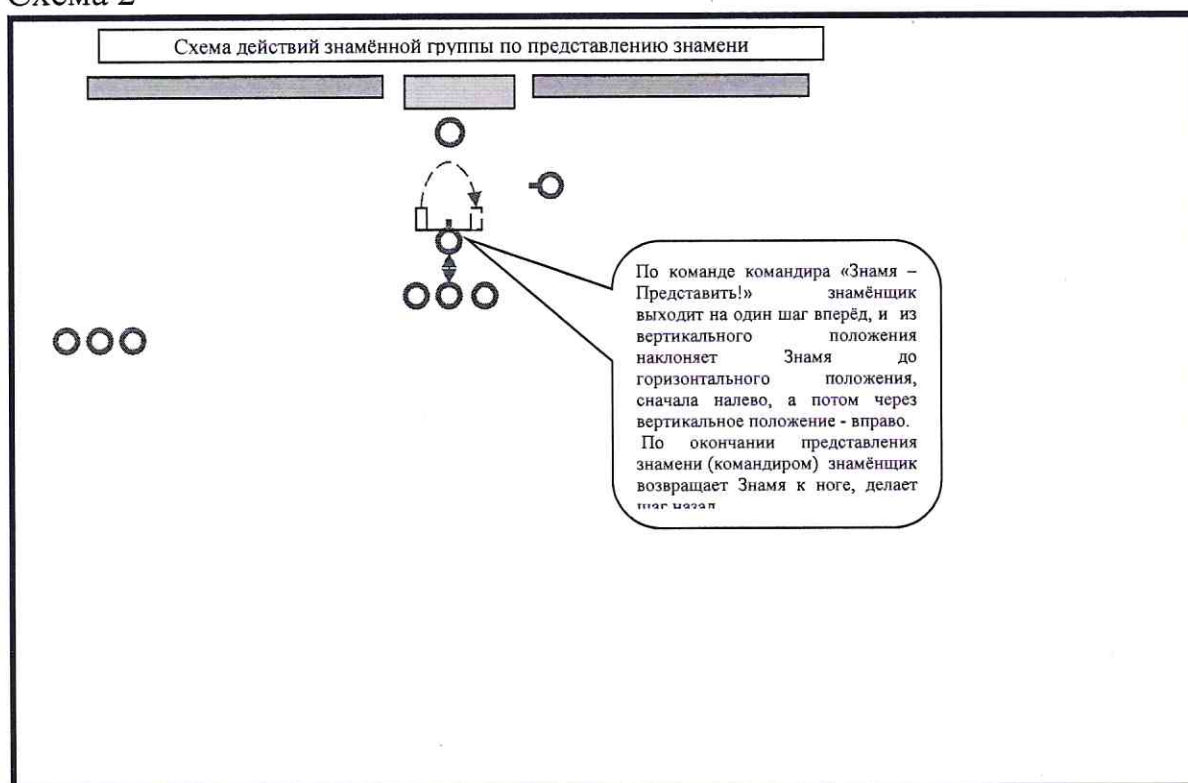 Схема 2
Схема действий знамённой группы по представлению знамени
По команде командира «Знамя –
Представить!» знамёнщик
выходит на один шаг вперёд, и из
вертикального положения
наклоняет Знамя до
горизонтального положения,
сначала налево, а потом через
вертикальное положение - вправо.
По окончании представления
знамени (командиром) знамёнщик
возвращает Знамя к ноге, делает
шаг назад